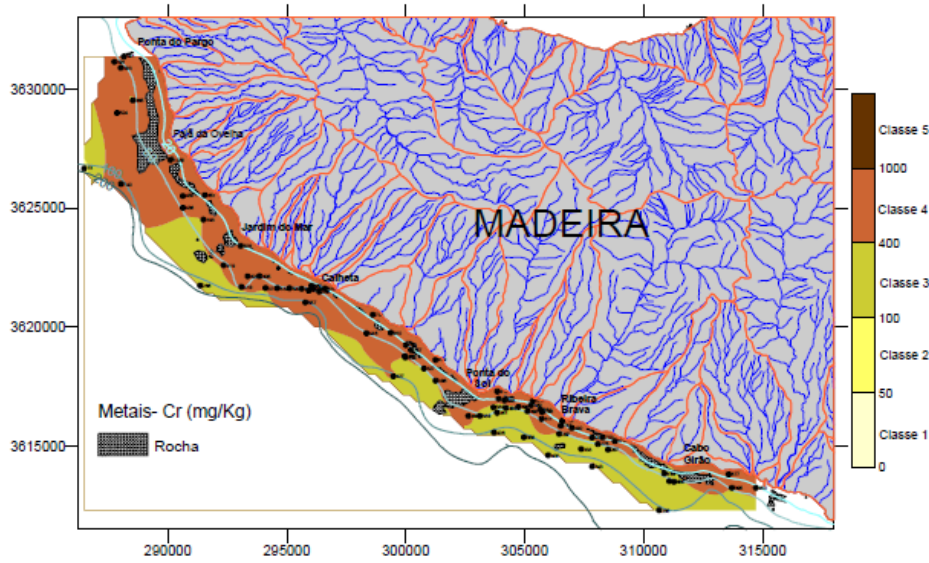 Ponta do Pargo
3630000
Paúl da Ovelha
3625000
Jardim do Mar
MADEIRA
Calheta
3620000
Ponta do
Sol
Ribeira
Brava
Metais- Cr (mg/Kg)
Rocha
3615000
Cabo
Girão
290000
295000
300000
305000
310000
315000
Classe 5
1000
Classe 4
400
Classe 3
100
Classe 2
50
Classe 1
0